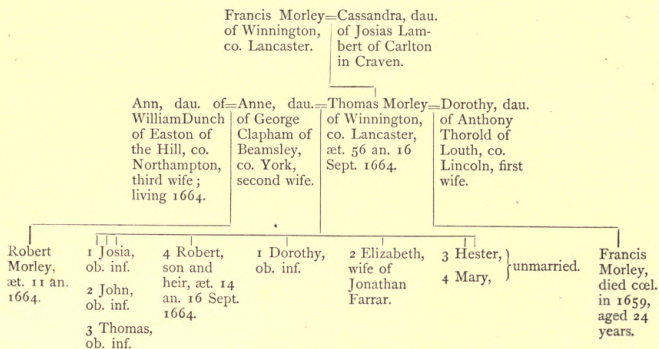 Francis Morley=Cassandra, dau.
of Winnington, of Josias Lam-
co. Lancaster. bert of Carlton
in Craven.
Ann, dau. of=Anne, dau.=Thomas Morley=Dorothy, dau.
WilliamDunch of George of Winnington, of Anthony
of Easton of Clapham of co. Lancaster, Thorold of
the Hill, co. Beamsley, æt. 56 an. 16 Louth, co.
Northampton, co. York, Sept. 1664. Lincoln, first
third wife; second wife. wife.
living 1664.
Robert
Morley,
æt. 11 an.
1664.
1 Josia,
ob. inf.
2 John,
ob. inf.
3 Thomas,
ob. inf.
4 Robert,
son and
heir, æt. 14
an. 16 Sept.
1664.
1 Dorothy,
ob. inf.
2 Elizabeth,
wife of
Jonathan
Farrar.
3 Hester,
4 Mary,
unmarried.
Francis
Morley,
died cœl.
in 1659,
aged 24
years.